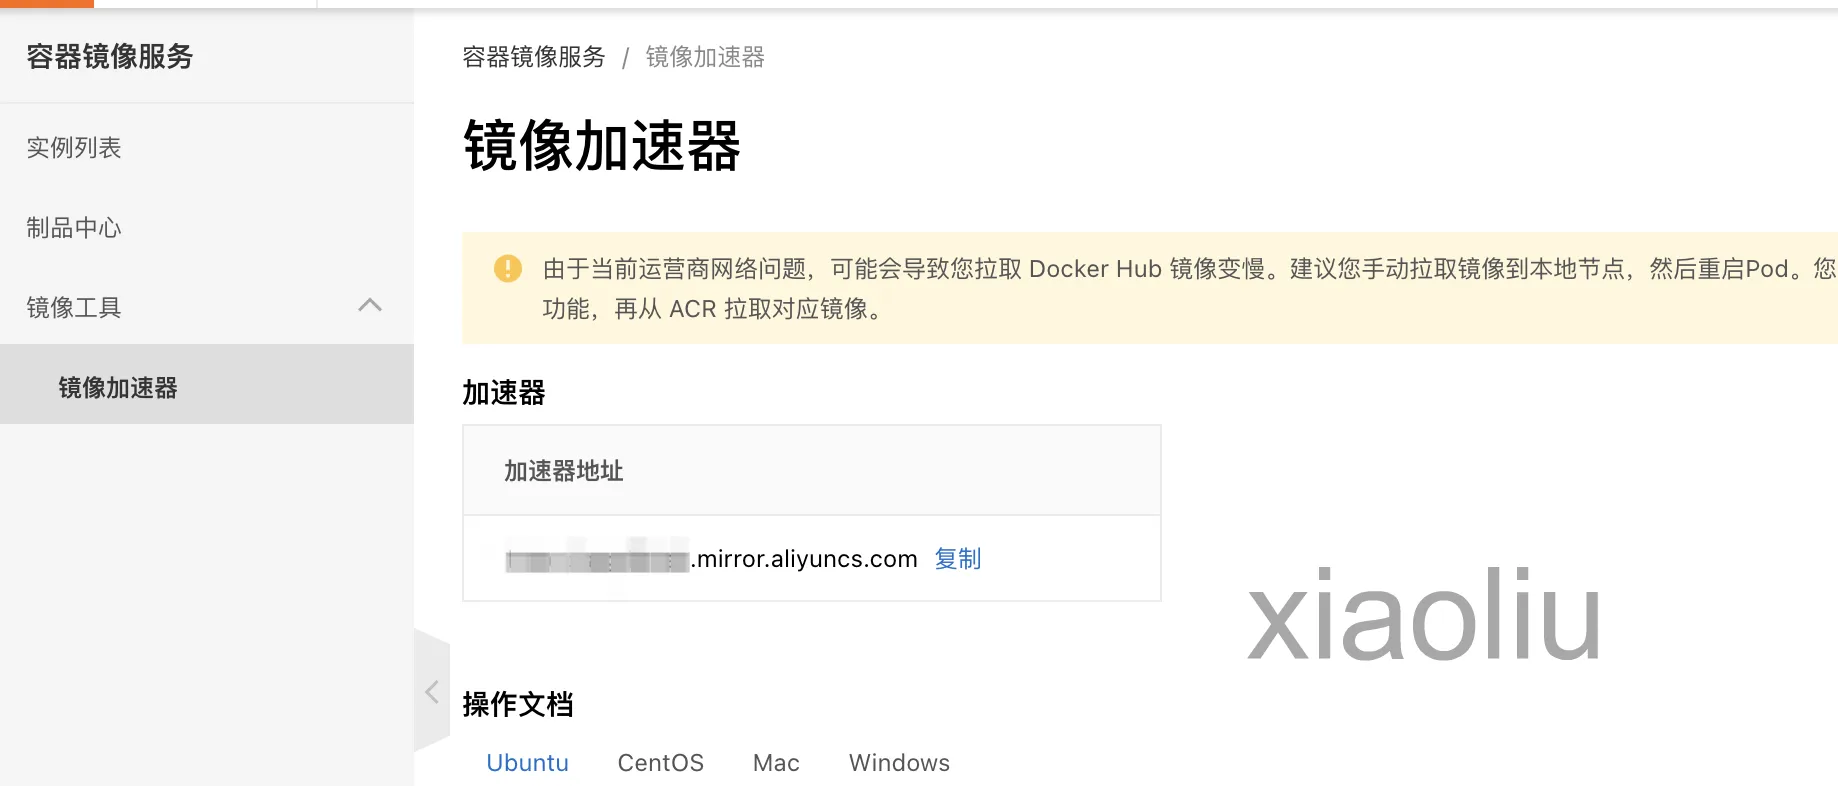 容器镜像服务
实例列表
制品中心
镜像工具
镜像加速器
容器镜像服务 / 镜像加速器
镜像加速器
由于当前运营商网络问题，可能会导致您拉取 Docker Hub 镜像变慢。建议您手动拉取镜像到本地节点，然后重启Pod。您
功能，再从 ACR 拉取对应镜像。
加速器
加速器地址
.mirror.aliyuncs.com 复制
xiaoliu
操作文档
Ubuntu CentOS Mac Windows